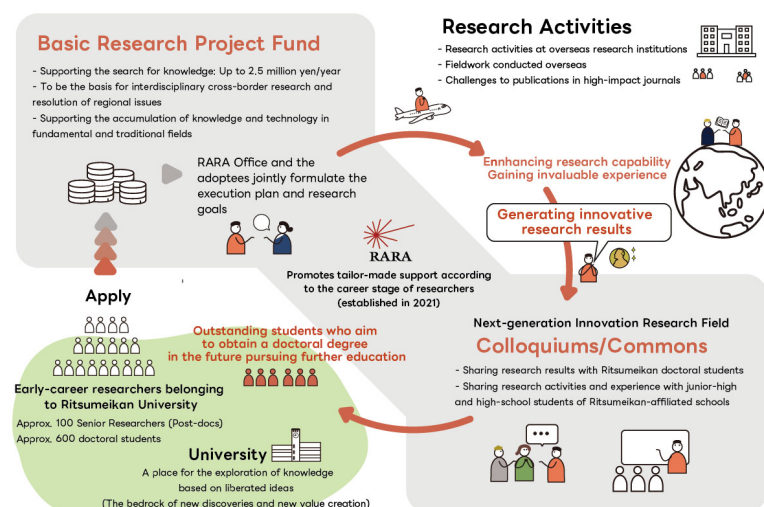 Basic Research Project Fund
- Supporting the search for knowledge: Up to 2,5 million yen/year
- To be the basis for interdisciplinary cross-border research and
resolution of regional issues
- Supporting the accumulation of knowledge and technology in
fundamental and traditional fields
RARA Office and the
adoptees jointly formulate the
execution plan and research
goals
Research Activities
- Research activities at overseas research institutions
- Fieldwork conducted overseas
- Challenges to publications in high-impact journals
Ennhancing research capability
Gaining invaluable experience
Generating innovative
research results
RARA
Promotes tailor-made support according
to the career stage of researchers
(established in 2021)
Next-generation Innovation Research Field
Colloquiums/Commons
- Sharing research results with Ritsumeikan doctoral students
- Sharing research activities and experience with junior-high
and high-school students of Ritsumeikan-affiliated schools
Apply
Outstanding students who aim
to obtain a doctoral degree
in the future pursuing further education
Early-career researchers belonging
to Ritsumeikan University
Approx. 100 Senior Researchers (Post-docs)
Approx. 600 doctoral students
University
A place for the exploration of knowledge
based on liberated ideas
(The bedrock of new discoveries and new value creation)